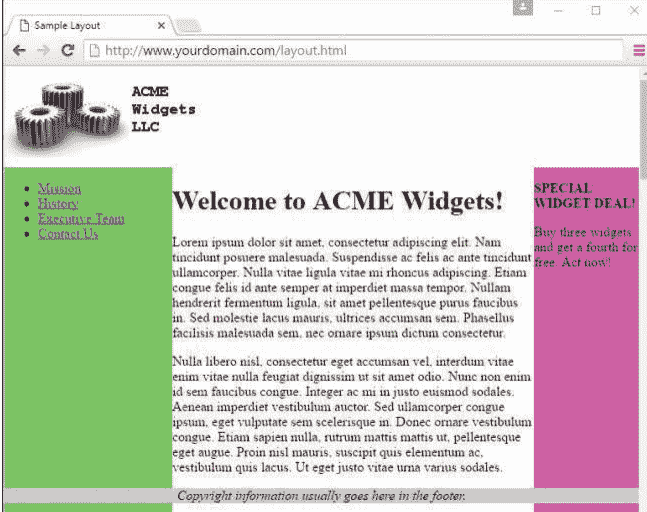 Sample Layout
http://www.yourdomain.com/layout.html
ACME
Widgets
LLC
Mission
History
Executive Team
Contact Us
Welcome to ACME Widgets!
Lorem ipsum dolor sit amet, consectetur adipiscing elit. Nam
tincidunt posuere malesuada. Suspendisse ac felis ac ante tincidunt
ullamcorper. Nulla vitae ligula vitae mi rhoncus adipiscing. Etiam
congue felis id ante semper at imperdiet massa tempor. Nullam
hendrerit fermentum ligula, sit amet pellentesque purus faucibus
in. Sed molestie lacus mauris, ultrices accumsan sem. Phasellus
facilisis malesuada sem, nec ornare ipsum dictum consectetur.
Nulla libero nisl, consectetur eget accumsan vel, interdum vitae
enim vitae nulla feugiat dignissim ut sit amet odio. Nunc non enim
id sem faucibus congue. Integer ac mi in justo euismod sodales.
Aenean imperdiet vestibulum auctor. Sed ullamcorper congue
ipsum, eget vulputate sem scelerisque in. Donec ornare vestibulum
congue. Etiam sapien nulla, rutrum mattis mattis ut, pellentesque
eget augue. Proin nisl mauris, suscipit quis elementum ac,
vestibulum quis lacus. Ut eget justo vitae urna varius sodales.
SPECIAL
WIDGET DEAL!
Buy three widgets
and get a fourth for
free. Act now!
Copyright information usually goes here in the footer.